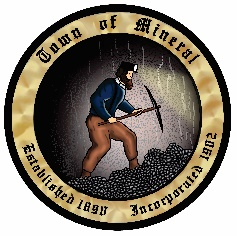 Town of Mineral
Established 1890
Incorporated 1902